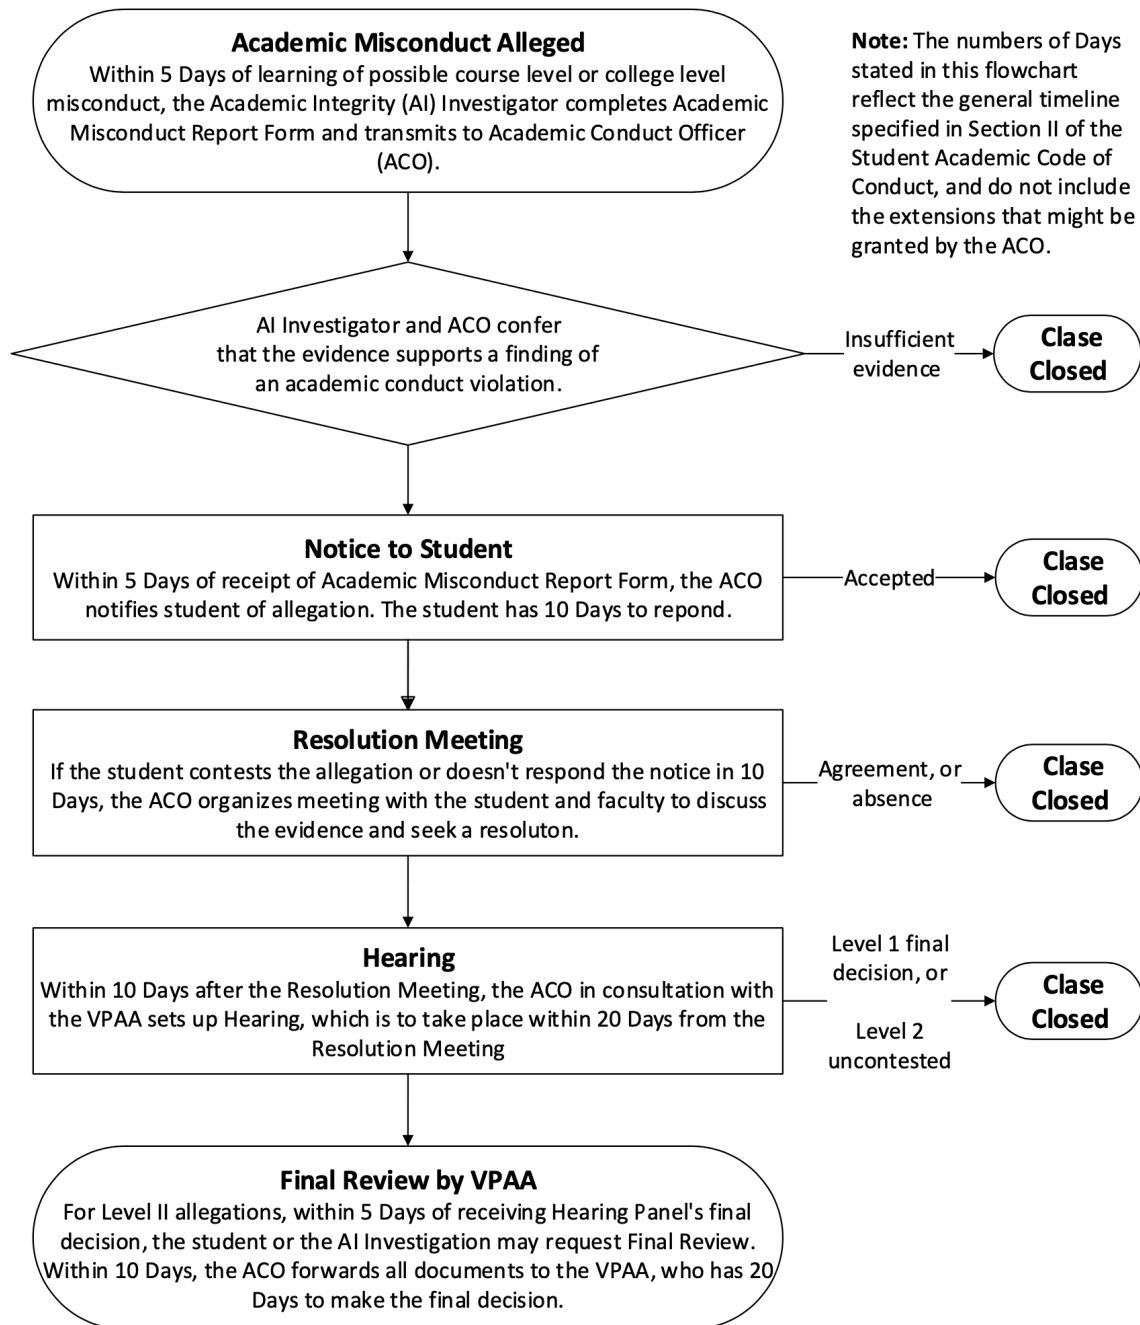 Academic Misconduct Alleged
Within 5 Days of learning of possible course level or college level
misconduct, the Academic Integrity (AI) Investigator completes Academic
Misconduct Report Form and transmits to Academic Conduct Officer
(ACO).
Note: The numbers of Days
stated in this flowchart
reflect the general timeline
specified in Section II of the
Student Academic Code of
Conduct, and do not include
the extensions that might be
granted by the ACO.
AI Investigator and ACO confer
that the evidence supports a finding of
an academic conduct violation.
Insufficient
evidence
Clase
Closed
Notice to Student
Within 5 Days of receipt of Academic Misconduct Report Form, the ACO
notifies student of allegation. The student has 10 Days to repond.
Accepted
Clase
Closed
Resolution Meeting
If the student contests the allegation or doesn't respond the notice in 10
Days, the ACO organizes meeting with the student and faculty to discuss
the evidence and seek a resoluton.
Agreement, or
absence
Clase
Closed
Hearing
Within 10 Days after the Resolution Meeting, the ACO in consultation with
the VPAA sets up Hearing, which is to take place within 20 Days from the
Resolution Meeting
Level 1 final
decision, or
Level 2
uncontested
Clase
Closed
Final Review by VPAA
For Level II allegations, within 5 Days of receiving Hearing Panel's final
decision, the student or the AI Investigation may request Final Review.
Within 10 Days, the ACO forwards all documents to the VPAA, who has 20
Days to make the final decision.